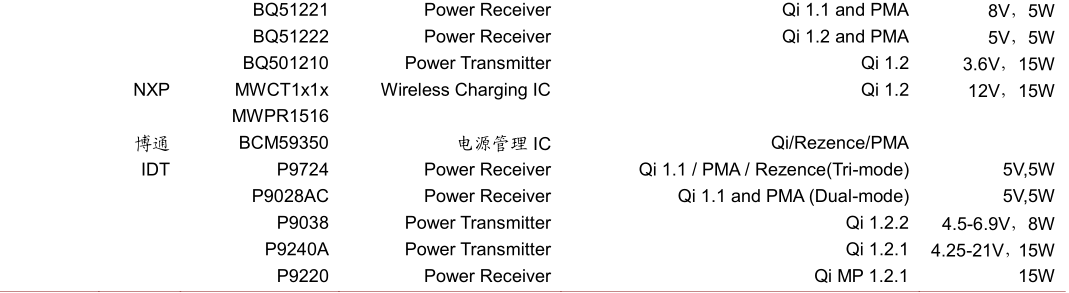 BQ51221 Power Receiver Qi 1.1 and PMA 8V，5W
BQ51222 Power Receiver Qi 1.2 and PMA 5V，5W
BQ501210 Power Transmitter Qi 1.2 3.6V，15W
NXP MWCT1x1x Wireless Charging IC Qi 1.2 12V，15W
MWPR1516
博通 BCM59350 电源管理 IC Qi/Rezence/PMA
IDT P9724 Power Receiver Qi 1.1 / PMA / Rezence(Tri-mode) 5V,5W
P9028AC Power Receiver Qi 1.1 and PMA (Dual-mode) 5V,5W
P9038 Power Transmitter Qi 1.2.2 4.5-6.9V，8W
P9240A Power Transmitter Qi 1.2.1 4.25-21V，15W
P9220 Power Receiver Qi MP 1.2.1 15W